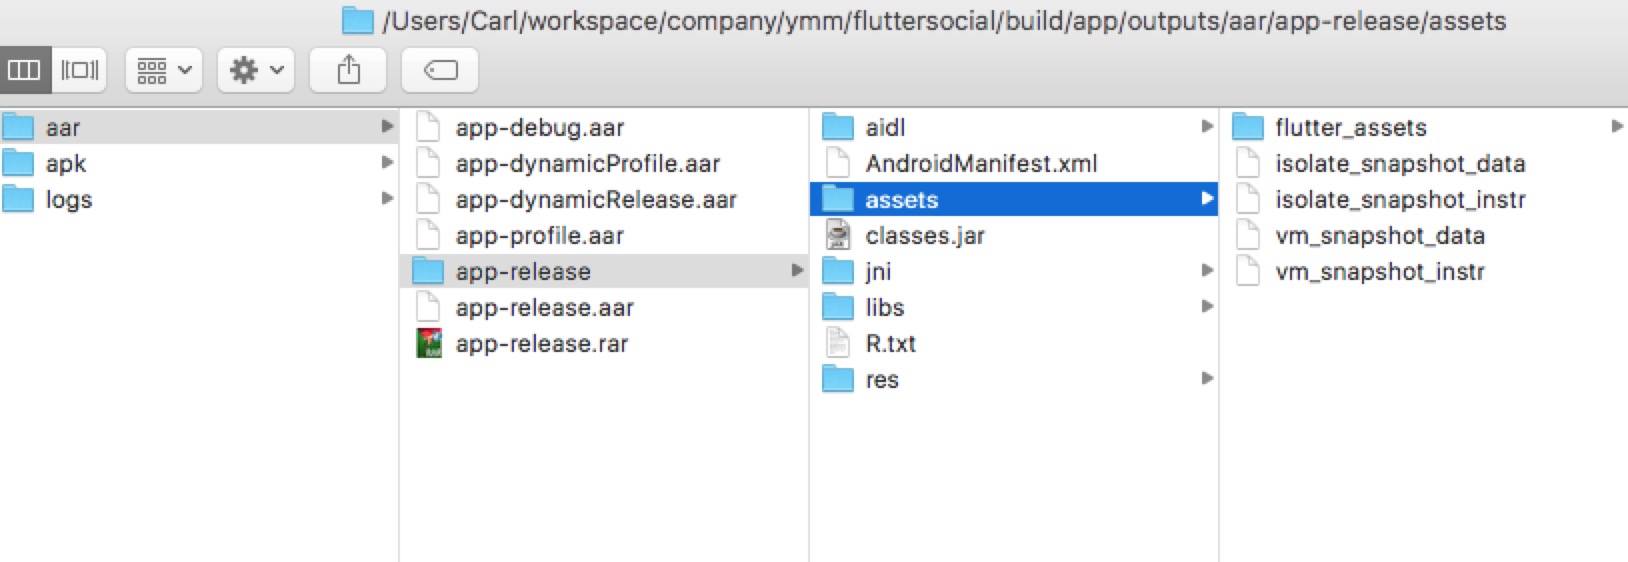 /Users/Carl/workspace/company/ymm/fluttersocial/build/app/outputs/aar/app-release/assets
aar
apk
logs
app-debug.aar
app-dynamicProfile.aar
app-dynamicRelease.aar
app-profile.aar
app-release
app-release.aar
app-release.rar
aidl
AndroidManifest.xml
assets
classes.jar
jni
libs
R.txt
res
flutter_assets
isolate_snapshot_data
isolate_snapshot_instr
vm_snapshot_data
vm_snapshot_instr